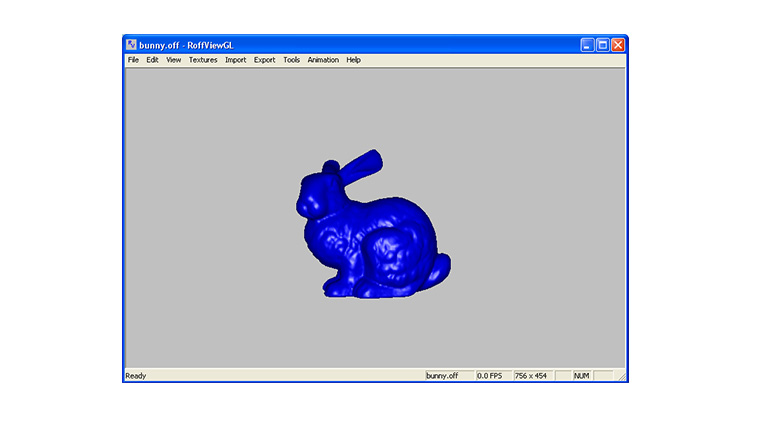 bunny.off - RoffViewGL
File Edit View Textures Import Export Tools Animation Help
Ready bunny.off 0.0 FPS 756 x 454 NUM